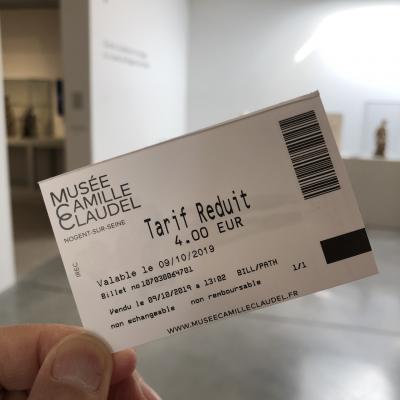 MUSÉE
CAMILLE
CLAUDEL
NOGENT-SUR-SEINE
IREC
Tarif Reduit
4.00 EUR
Valable le 09/10/2019
Billet no107030064781
Vendu le 09/10/2019 a 13:02 BILL/PATH
non echangeable non remboursable 1/1
WWW.MUSEECAMILLECLAUDEL.FR